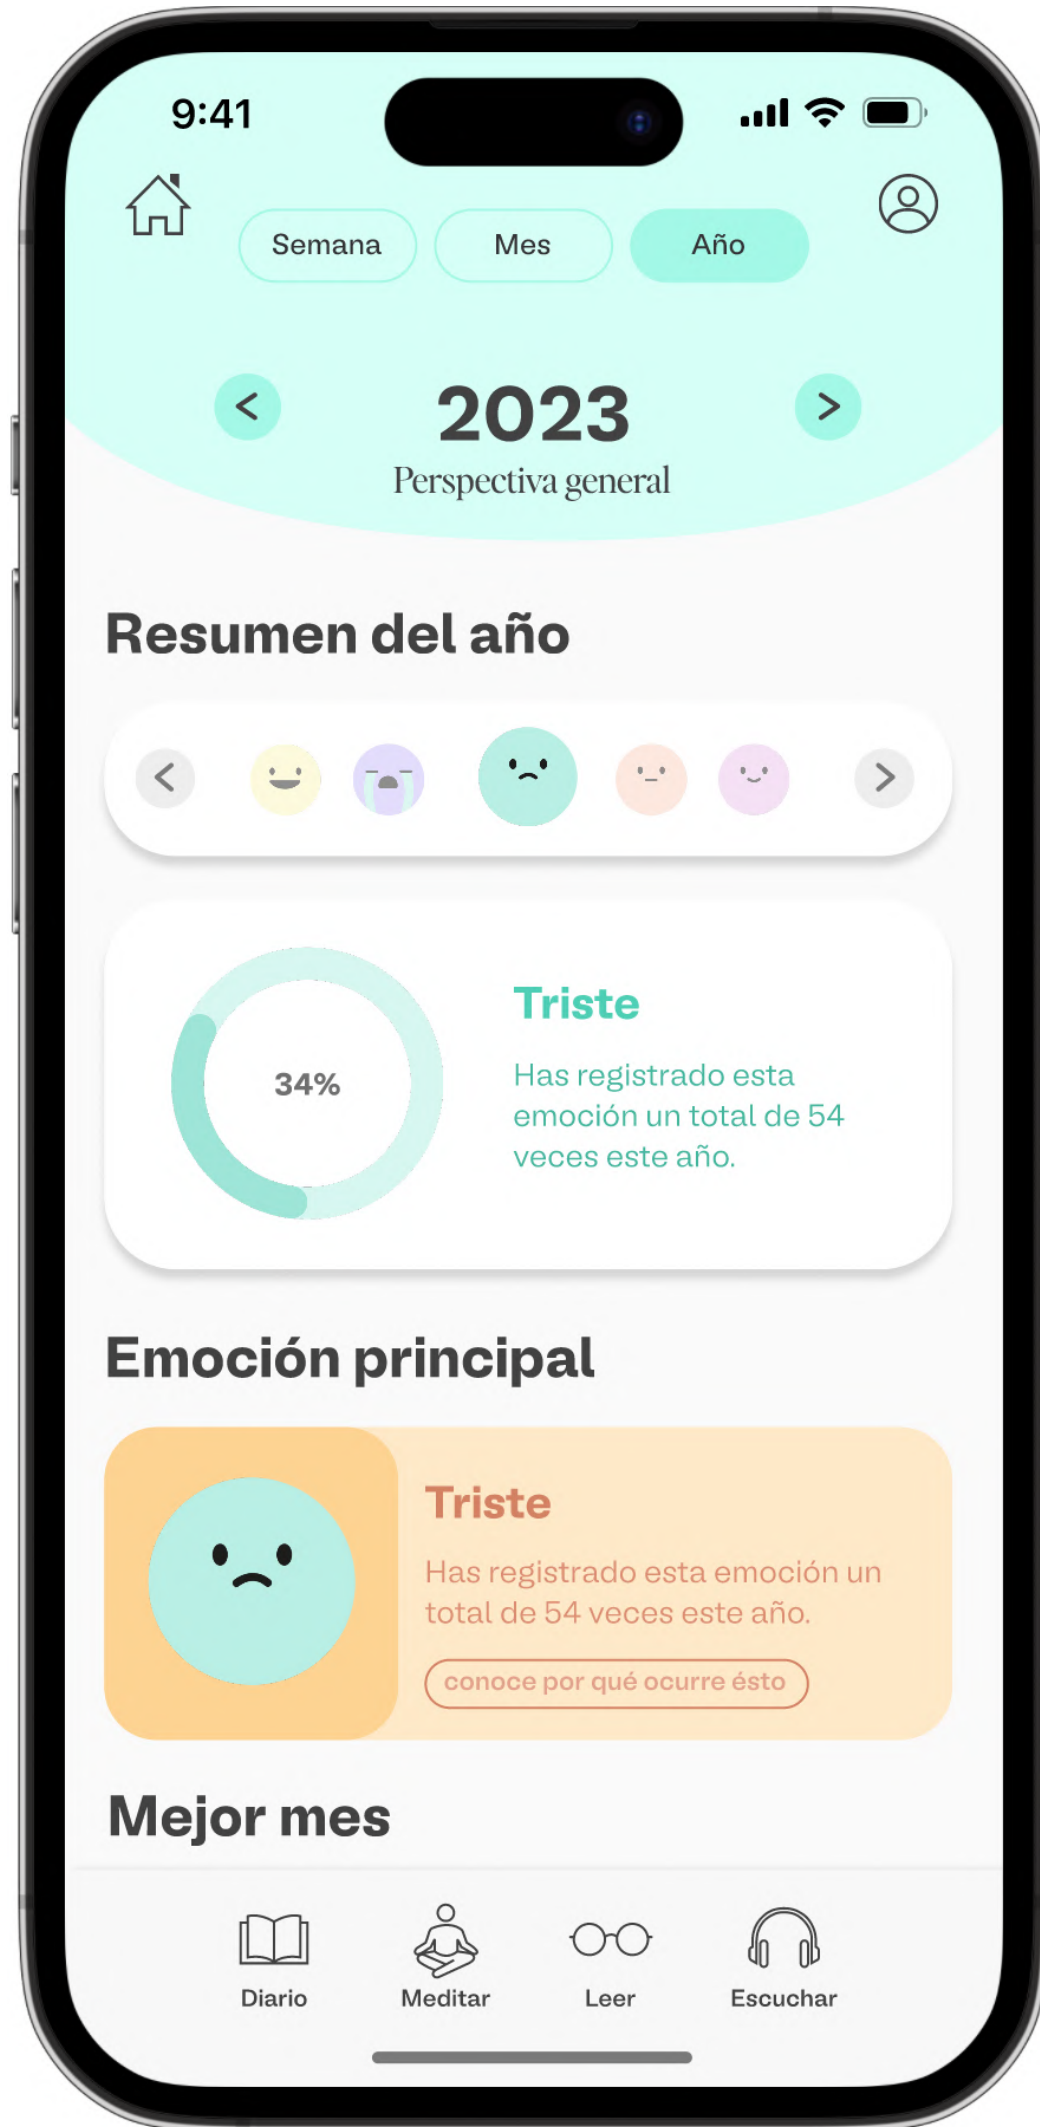 9:41
Semana
Mes
Año
<
2023
>
Perspectiva general
Resumen del año
<
>
34%
Triste
Has registrado esta
emoción un total de 54
veces este año.
Emoción principal
Triste
Has registrado esta emoción un
total de 54 veces este año.
conoce por qué ocurre ésto
Mejor mes
Diario
Meditar
Leer
Escuchar